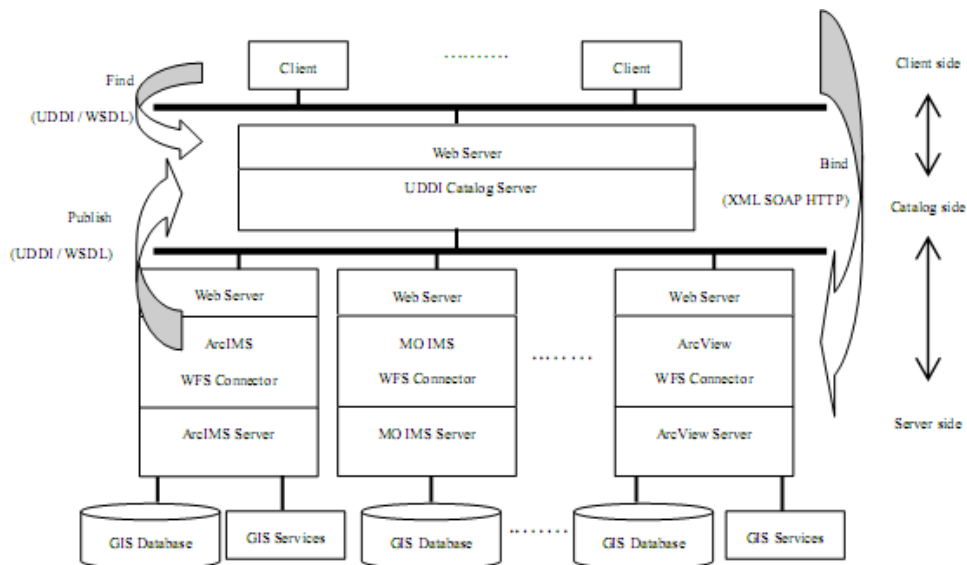 Client
..........
Client
Client side
Find
(UDDI / WSDL)
Web Server
UDDI Catalog Server
Bind
(XML SOAP HTTP)
Catalog side
Publish
(UDDI / WSDL)
Web Server
Web Server
Web Server
ArcIMS
WFS Connector
MO IMS
WFS Connector
........
ArcView
WFS Connector
ArcIMS Server
MO IMS Server
ArcView Server
Server side
GIS Database
GIS Services
GIS Database
........
GIS Database
GIS Services